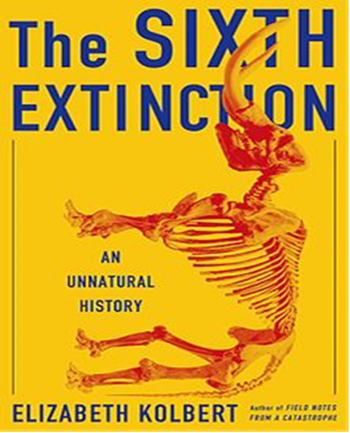 The SIXTH
EXTINCTION
AN
UNNATURAL
HISTORY
ELIZABETH KOLBERT
Author of FIELD NOTES
FROM A CATASTROPHE